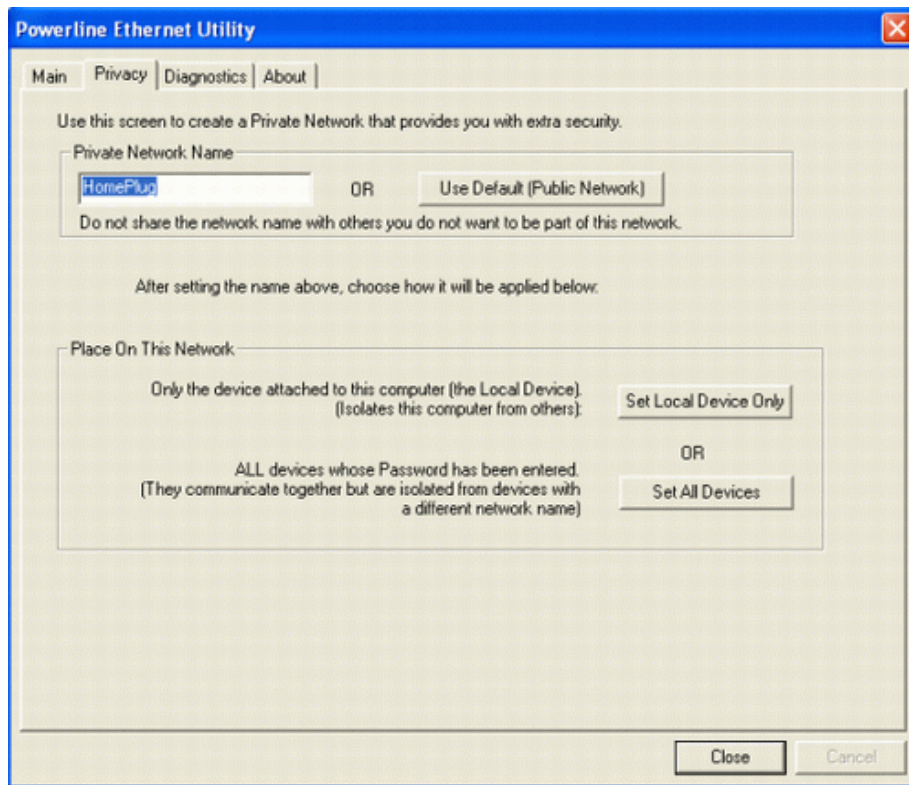 Powerline Ethernet Utility
Main Privacy Diagnostics About
Use this screen to create a Private Network that provides you with extra security.
Private Network Name
HomePlug OR Use Default (Public Network)
Do not share the network name with others you do not want to be part of this network.
After setting the name above, choose how it will be applied below:
Place On This Network
Only the device attached to this computer (the Local Device).
(Isolates this computer from others): Set Local Device Only
OR
ALL devices whose Password has been entered.
(They communicate together but are isolated from devices with Set All Devices
a different network name)
Close Cancel